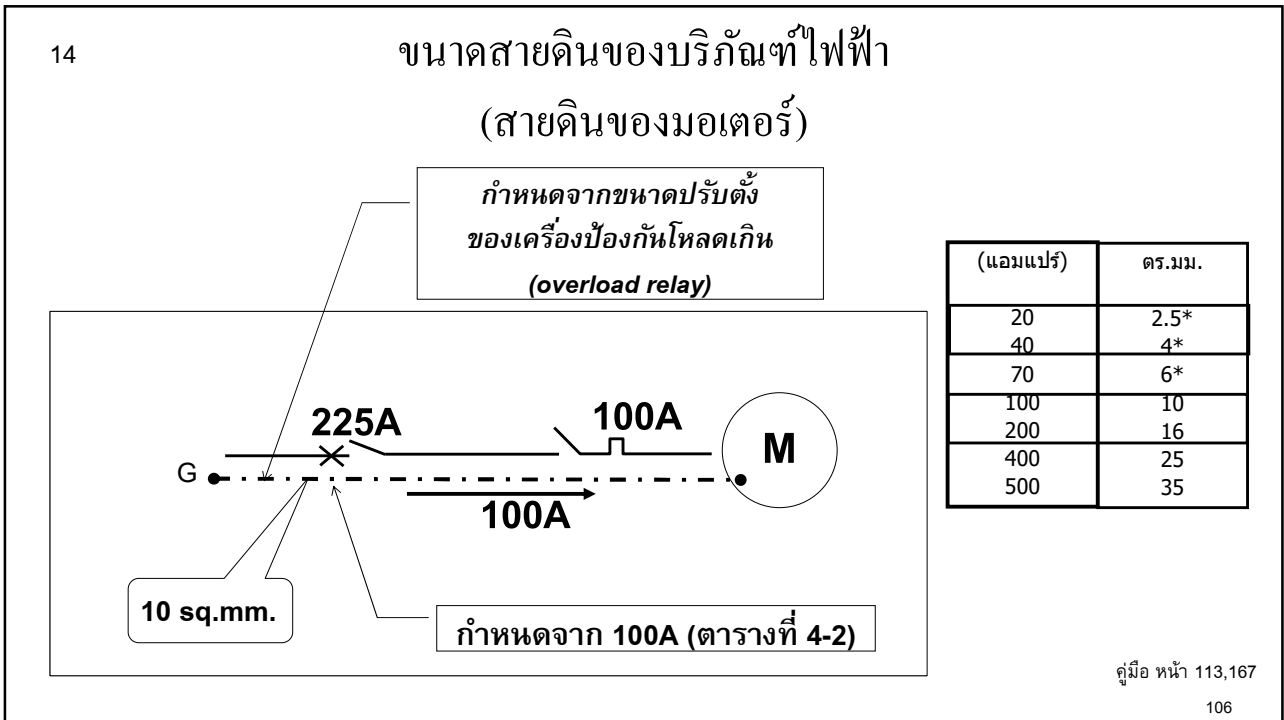 14
ขนาดสายดินของบริภัณฑ์ไฟฟ้า
(สายดินของมอเตอร์)
กำหนดจากขนาดปรับตั้ง
ของเครื่องป้องกันโหลดเกิน
(overload relay)
225A
100A
M
G
100A
10 sq.mm.
กำหนดจาก 100A (ตารางที่ 4-2)
(แอมแปร์) ตร.มม.
20 2.5*
40 4*
70 6*
100 10
200 16
400 25
500 35
คู่มือ หน้า 113,167
106